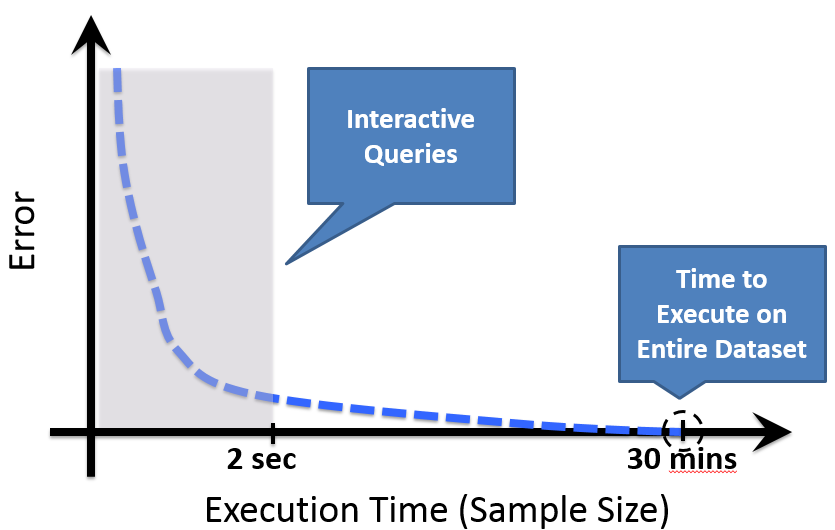 Interactive
Queries
Error
Time to
Execute on
Entire Dataset
2 sec
30 mins
Execution Time (Sample Size)